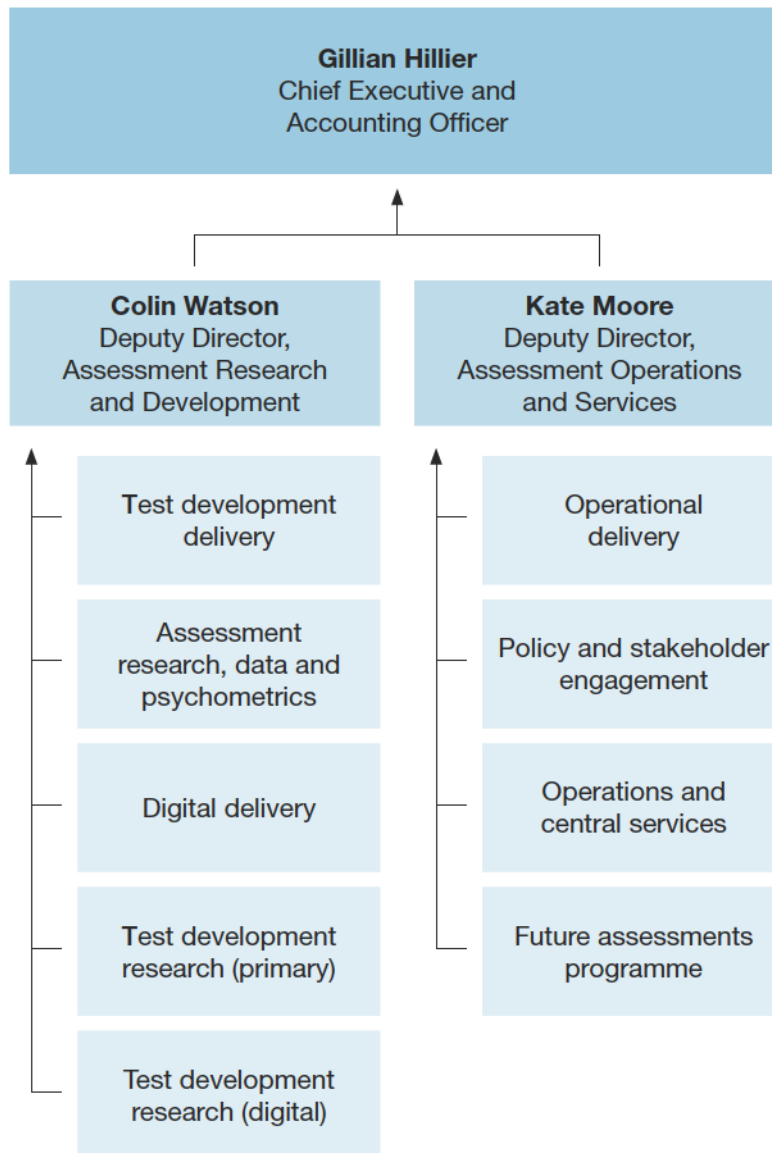 Gillian Hillier
Chief Executive and
Accounting Officer
Colin Watson
Deputy Director,
Assessment Research
and Development
Test development
delivery
Assessment
research, data and
psychometrics
Digital delivery
Test development
research (primary)
Test development
research (digital)
Kate Moore
Deputy Director,
Assessment Operations
and Services
Operational
delivery
Policy and stakeholder
engagement
Operations and
central services
Future assessments
programme